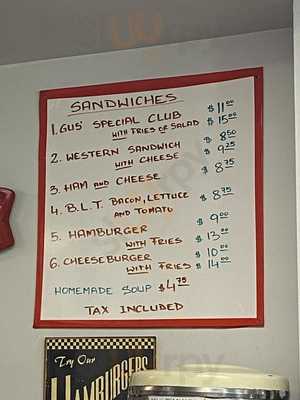 SANDWICHES
1. GUS' SPECIAL CLUB $11.00
WITH FRIES OR SALAD $15.00
2. WESTERN SANDWICH $8.50
WITH CHEESE $9.25
3. HAM AND CHEESE $8.75
4. B.L.T. BACON, LETTUCE AND TOMATO $8.75
5. HAMBURGER $9.00
WITH FRIES $13.00
6. CHEESEBURGER $10.00
WITH FRIES $14.00
HOMEMADE SOUP $4.75
TAX INCLUDED
Try Our
HAMBURGERS